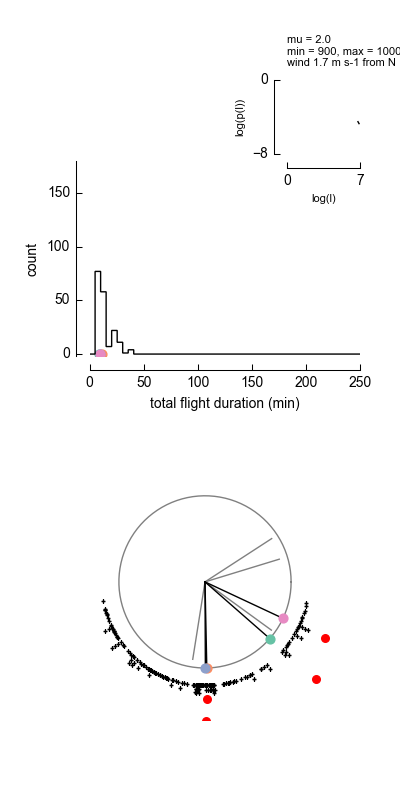 mu = 2.0
min = 900, max = 1000
wind 1.7 m s-1 from N
0
log(p(l))
−8
0 7
log(l)
150
100
count
50
0
0 50 100 150 200 250
total flight duration (min)